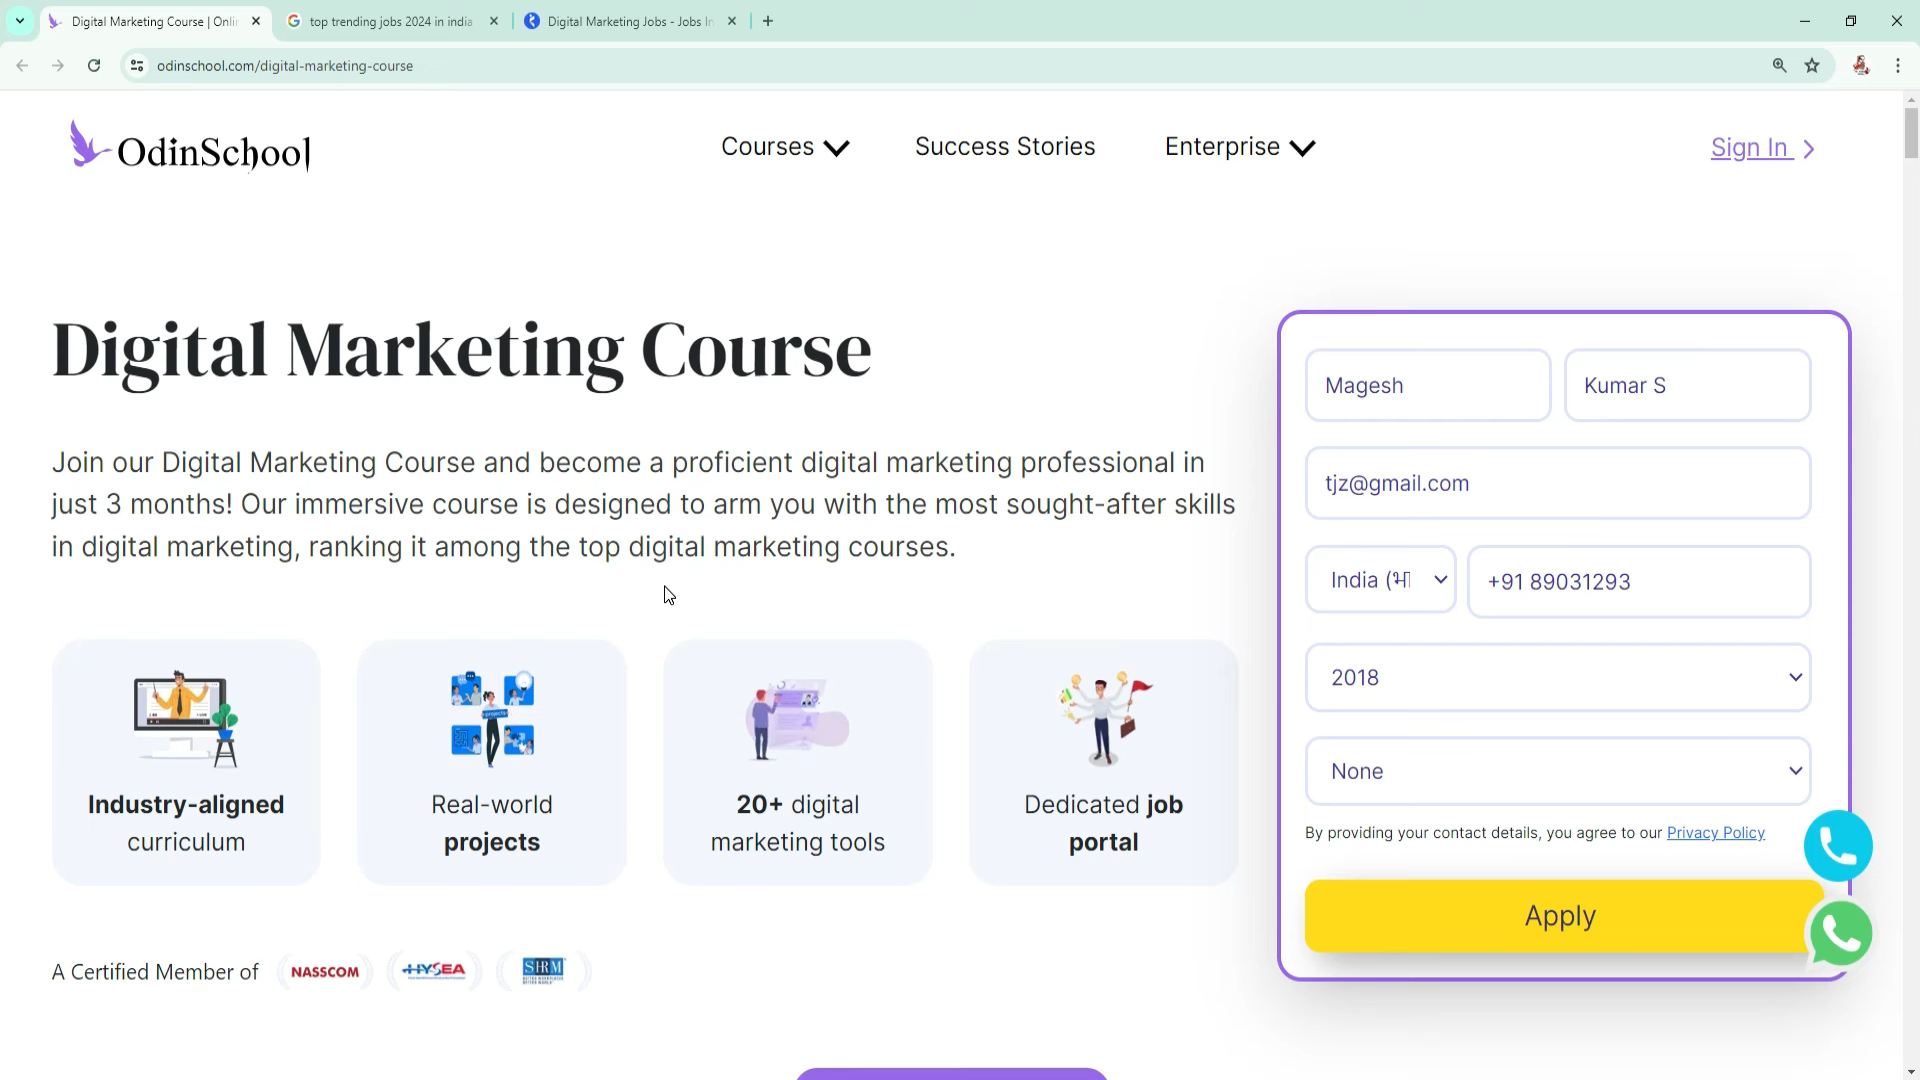 Digital Marketing Course | Onli
top trending jobs 2024 in india
Digital Marketing Jobs - Jobs In
odinschool.com/digital-marketing-course
OdinSchool
Courses
Success Stories
Enterprise
Sign In
Digital Marketing Course
Join our Digital Marketing Course and become a proficient digital marketing professional in
just 3 months! Our immersive course is designed to arm you with the most sought-after skills
in digital marketing, ranking it among the top digital marketing courses.
Industry-aligned
curriculum
Real-world
projects
20+ digital
marketing tools
Dedicated job
portal
A Certified Member of
NASSCOM
HYSEA
SHRM
Magesh
Kumar S
tjz@gmail.com
India (भा
+91 89031293
2018
None
By providing your contact details, you agree to our Privacy Policy
Apply